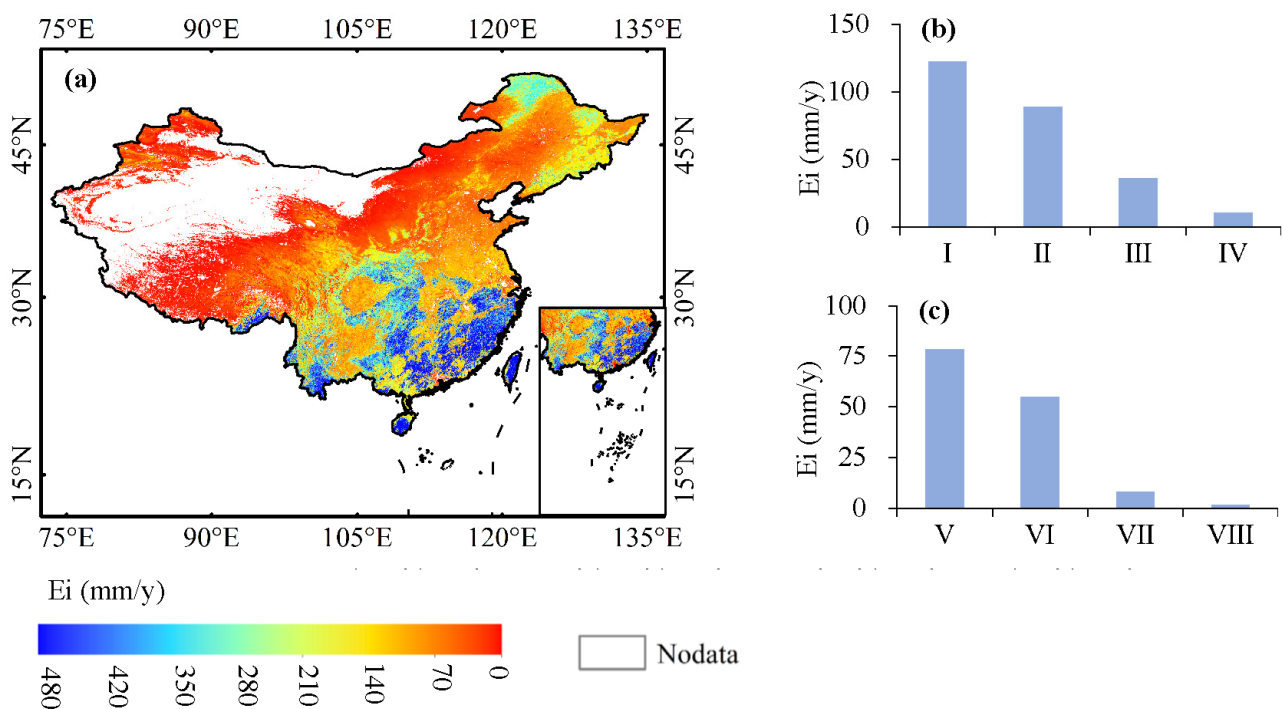 75°E 90°E 105°E 120°E 135°E
(a)
45°N
30°N
15°N
45°N
30°N
15°N
75°E 90°E 105°E 120°E 135°E
(b)
Ei (mm/y)
150
100
50
0
I II III IV
(c)
Ei (mm/y)
100
75
50
25
0
V VI VII VIII
Ei (mm/y)
480 420 350 280 210 140 70 0
Nodata